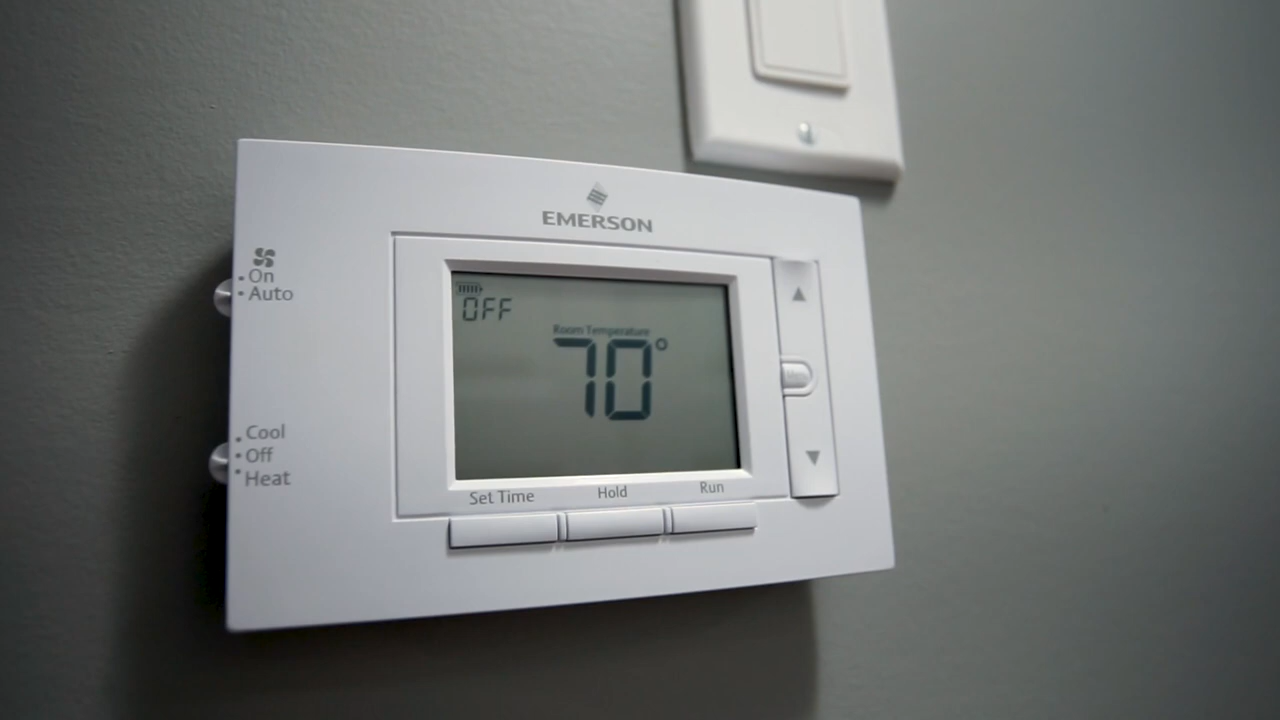 EMERSON
On
Auto
OFF
Room Temperature
70°
Cool
Off
Heat
Set Time
Hold
Run